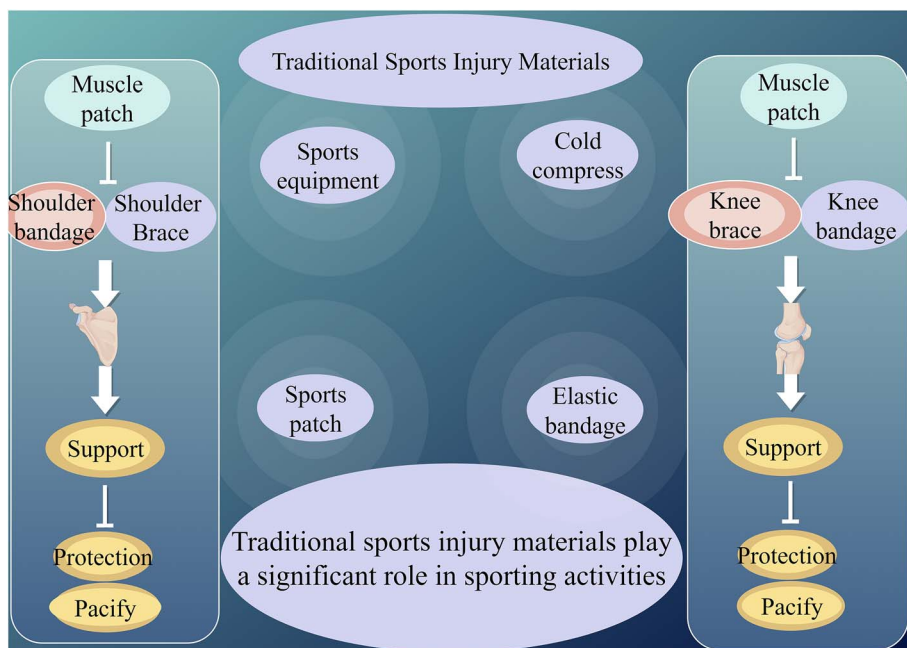 Traditional Sports Injury Materials
Muscle
patch
Shoulder
bandage
Shoulder
Brace
Support
Protection
Pacify
Sports
equipment
Cold
compress
Sports
patch
Elastic
bandage
Traditional sports injury materials play
a significant role in sporting activities
Muscle
patch
Knee
brace
Knee
bandage
Support
Protection
Pacify